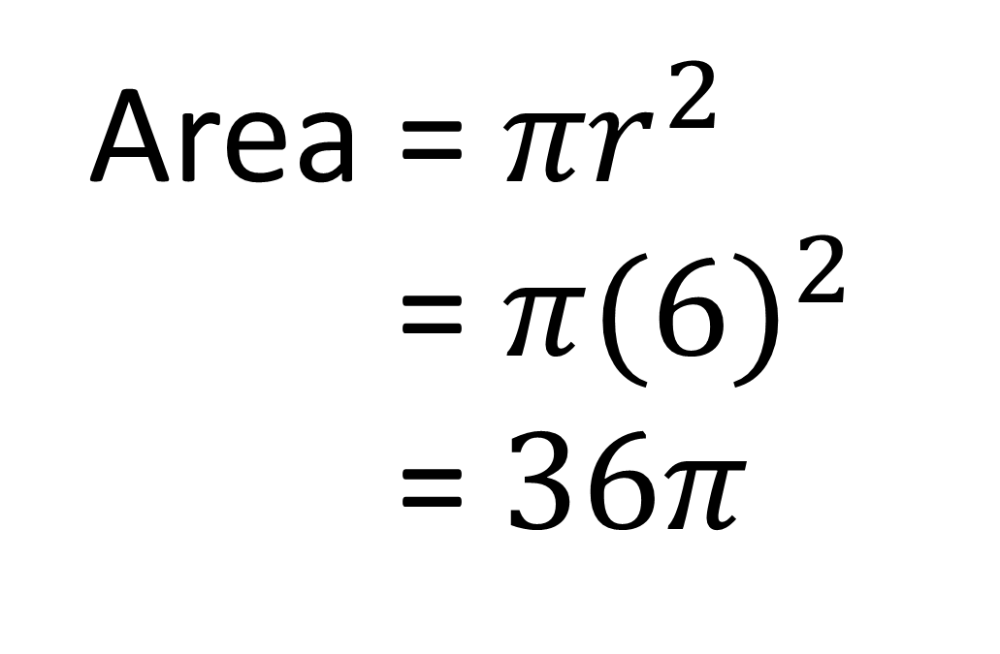 Area = πr²
= π(6)²
= 36π